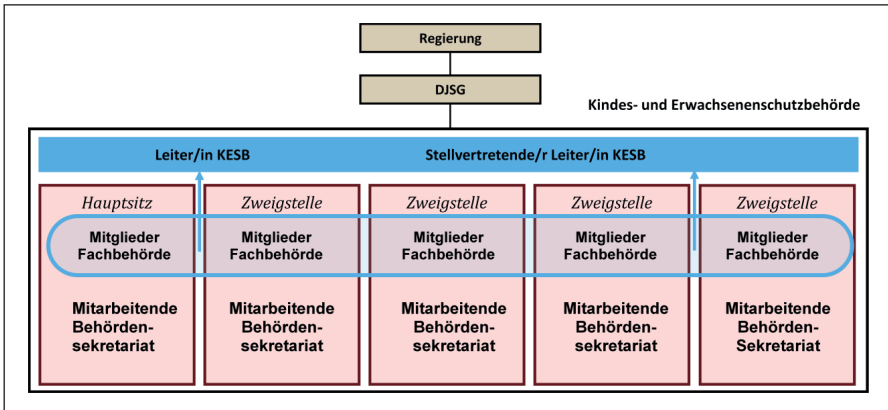 Regierung
DJSG
Kindes- und Erwachsenenschutzbehörde
Leiter/in KESB
Stellvertretende/r Leiter/in KESB
Hauptsitz
Mitglieder
Fachbehörde
Mitarbeitende
Behörden-
sekretariat
Zweigstelle
Mitglieder
Fachbehörde
Mitarbeitende
Behörden-
sekretariat
Zweigstelle
Mitglieder
Fachbehörde
Mitarbeitende
Behörden-
sekretariat
Zweigstelle
Mitglieder
Fachbehörde
Mitarbeitende
Behörden-
sekretariat
Zweigstelle
Mitglieder
Fachbehörde
Mitarbeitende
Behörden-
Sekretariat